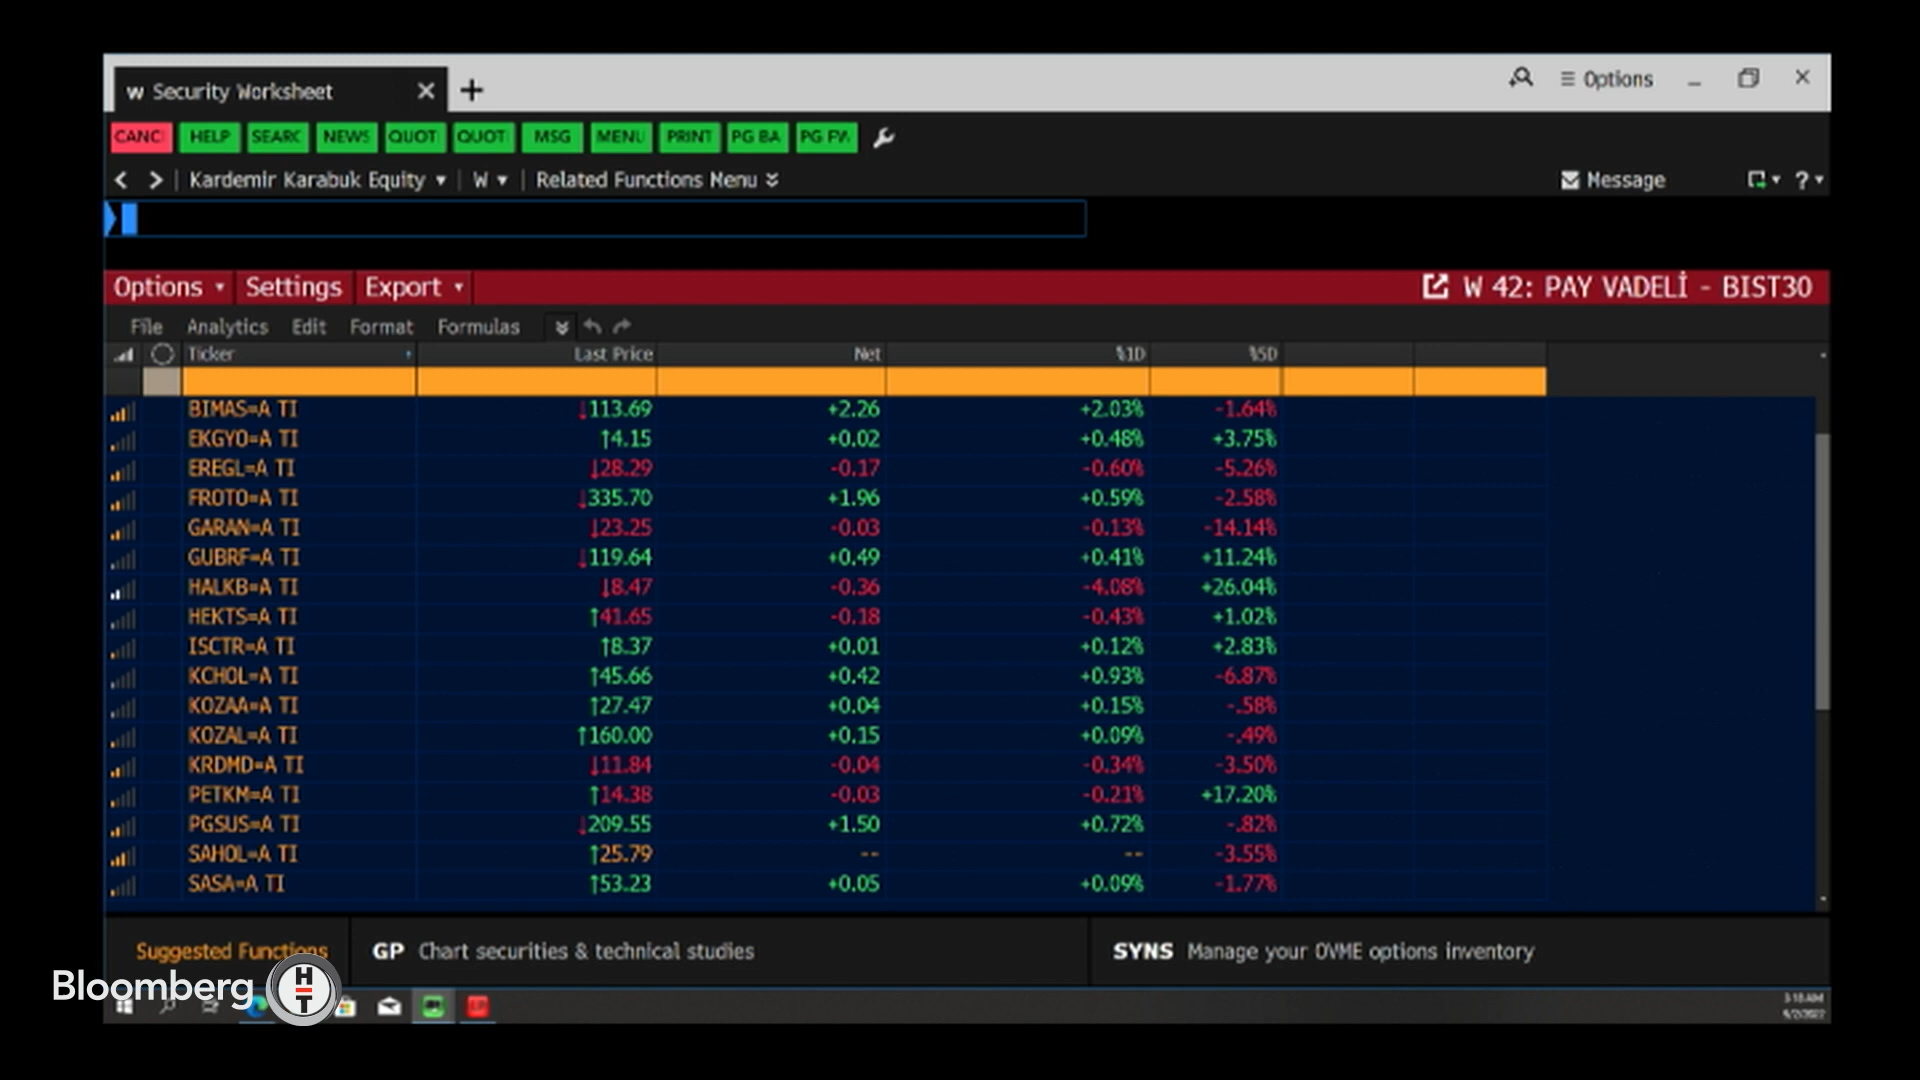 w Security Worksheet
Options
CANC HELP SEARC NEWS QUOT QUOT MSG MENU PRINT PG BA PG FW
Kardemir Karabuk Equity W Related Functions Menu Message ?
Options Settings Export W 42: PAY VADELİ - BIST30
File Analytics Edit Format Formulas
Ticker Last Price Net %1D %5D
BIMAS=A TI ↓113.69 +2.26 +2.03% -1.64%
EKGYO=A TI ↑4.15 +0.02 +0.48% +3.75%
EREGL=A TI ↓28.29 -0.17 -0.60% -5.26%
FROTO=A TI ↓335.70 +1.96 +0.59% -2.58%
GARAN=A TI ↓23.25 -0.03 -0.13% -14.14%
GUBRF=A TI ↓119.64 +0.49 +0.41% +11.24%
HALKB=A TI ↓8.47 -0.36 -4.08% +26.04%
HEKTS=A TI ↑41.65 -0.18 -0.43% +1.02%
ISCTR=A TI ↑8.37 +0.01 +0.12% +2.83%
KCHOL=A TI ↑45.66 +0.42 +0.93% -6.87%
KOZAA=A TI ↑27.47 +0.04 +0.15% -.58%
KOZAL=A TI ↑160.00 +0.15 +0.09% -.49%
KRDMD=A TI ↓11.84 -0.04 -0.34% -3.50%
PETKM=A TI ↑14.38 -0.03 -0.21% +17.20%
PGSUS=A TI ↓209.55 +1.50 +0.72% -.82%
SAHOL=A TI ↑25.79 -- -- -3.55%
SASA=A TI ↑53.23 +0.05 +0.09% -1.77%
Suggested Functions GP Chart securities & technical studies SYNS Manage your OVME options inventory
Bloomberg HT
3:18 AM